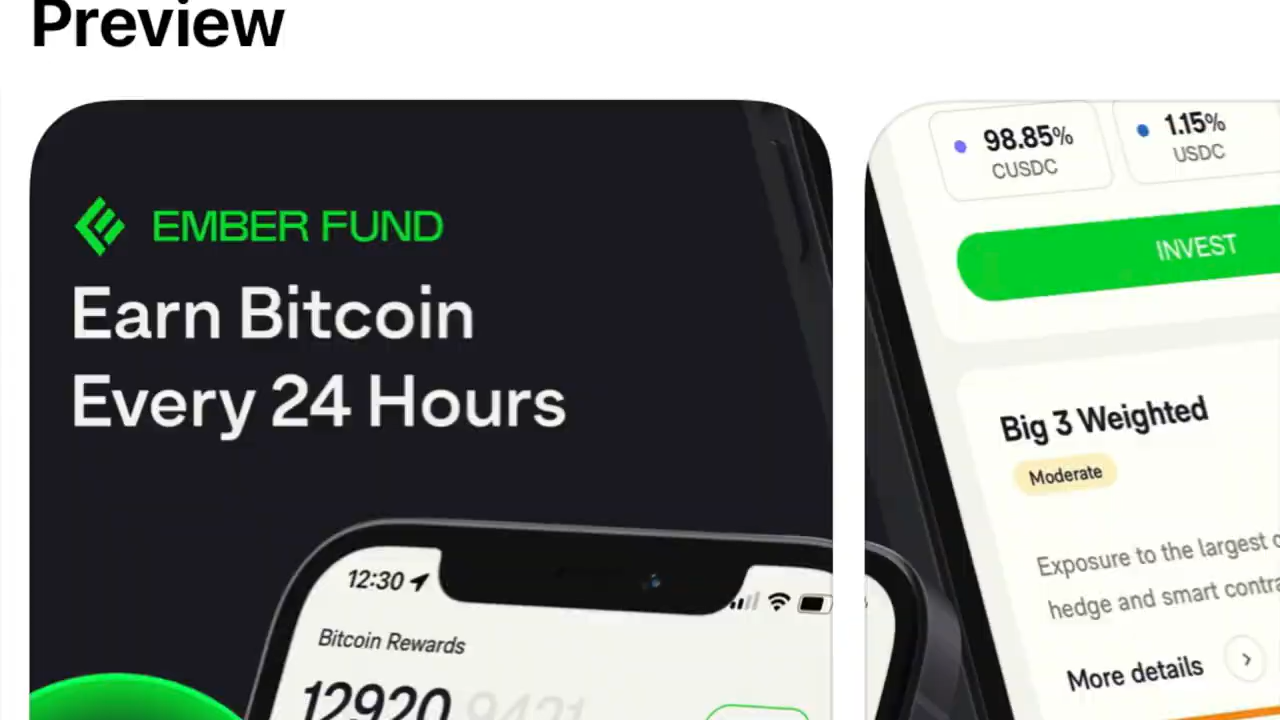 Preview
EMBER FUND
Earn Bitcoin
Every 24 Hours
12:30
Bitcoin Rewards
12920
98.85%
CUSDC
1.15%
USDC
INVEST
Big 3 Weighted
Moderate
Exposure to the largest
hedge and smart
More details